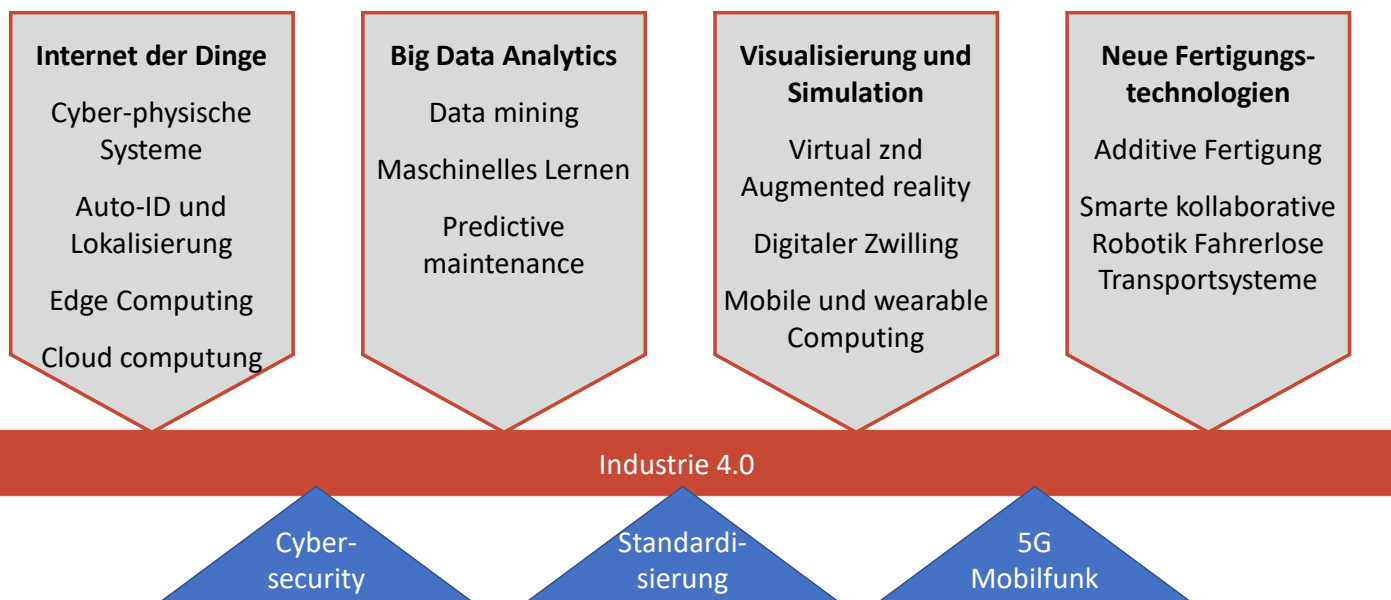 Internet der Dinge
Cyber-physische
Systeme
Auto-ID und
Lokalisierung
Edge Computing
Cloud computung
Big Data Analytics
Data mining
Maschinelles Lernen
Predictive
maintenance
Visualisierung und
Simulation
Virtual znd
Augmented reality
Digitaler Zwilling
Mobile und wearable
Computing
Neue Fertigungs-
technologien
Additive Fertigung
Smarte kollaborative
Robotik Fahrerlose
Transportsysteme
Industrie 4.0
Cyber-
security
Standardi-
sierung
5G
Mobilfunk